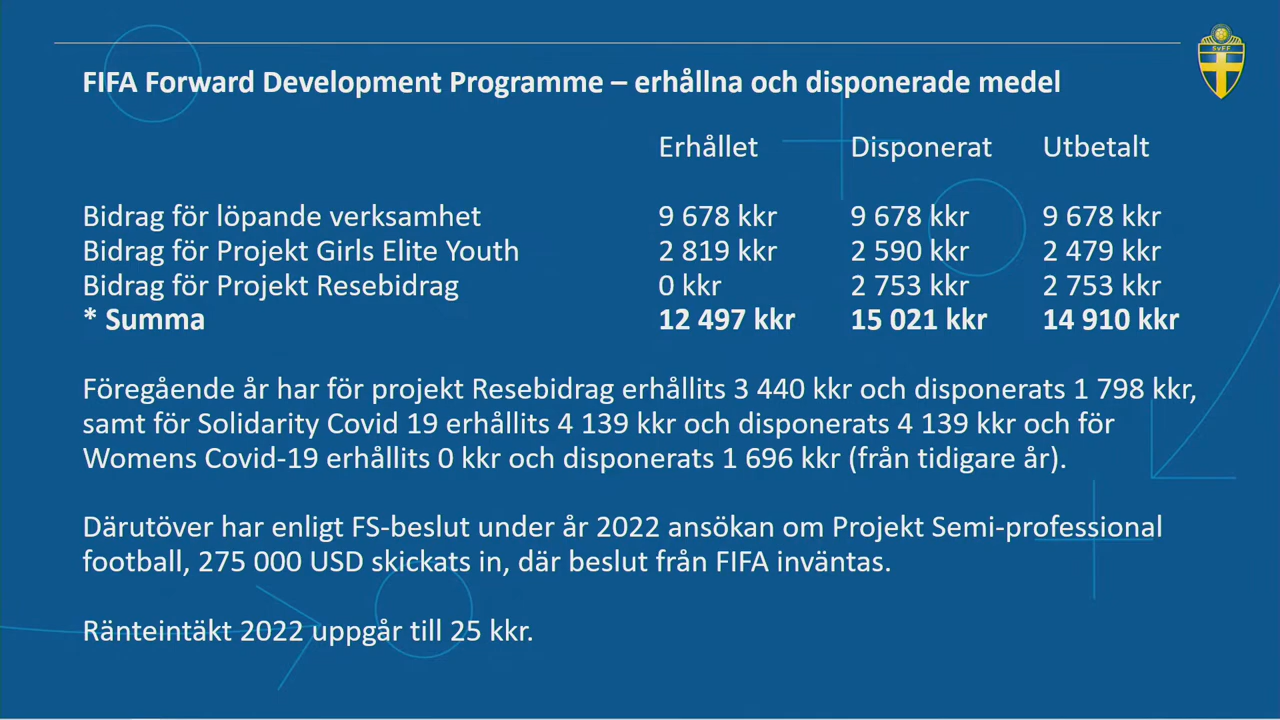 SvFF
FIFA Forward Development Programme – erhållna och disponerade medel
Erhållet Disponerat Utbetalt
Bidrag för löpande verksamhet 9 678 kkr 9 678 kkr 9 678 kkr
Bidrag för Projekt Girls Elite Youth 2 819 kkr 2 590 kkr 2 479 kkr
Bidrag för Projekt Resebidrag 0 kkr 2 753 kkr 2 753 kkr
* Summa 12 497 kkr 15 021 kkr 14 910 kkr
Föregående år har för projekt Resebidrag erhållits 3 440 kkr och disponerats 1 798 kkr,
samt för Solidarity Covid 19 erhållits 4 139 kkr och disponerats 4 139 kkr och för
Womens Covid-19 erhållits 0 kkr och disponerats 1 696 kkr (från tidigare år).
Därutöver har enligt FS-beslut under år 2022 ansökan om Projekt Semi-professional
football, 275 000 USD skickats in, där beslut från FIFA inväntas.
Ränteintäkt 2022 uppgår till 25 kkr.